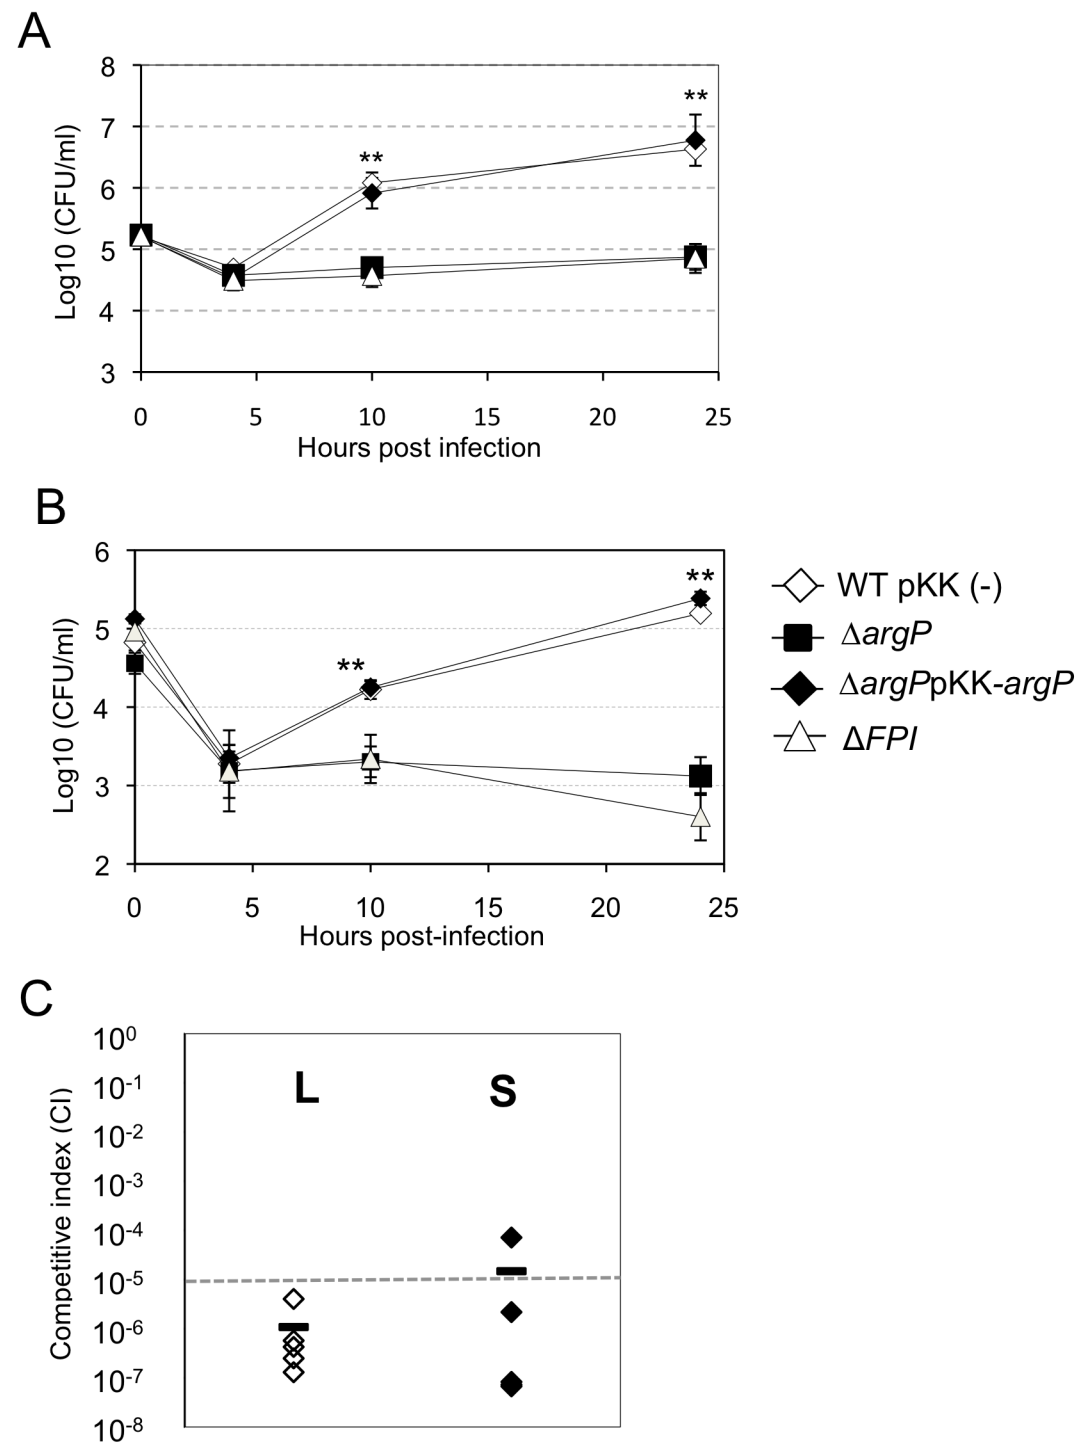 A
8
7
6
5
4
3
Log10 (CFU/ml)
**
**
0 5 10 15 20 25
Hours post infection
B
6
5
4
3
2
Log10 (CFU/ml)
**
**
0 5 10 15 20 25
Hours post-infection
WT pKK (-)
ΔargP
ΔargPpKK-argP
ΔFPI
C
10⁰
10⁻¹
10⁻²
10⁻³
10⁻⁴
10⁻⁵
10⁻⁶
10⁻⁷
10⁻⁸
Competitive index (CI)
L S